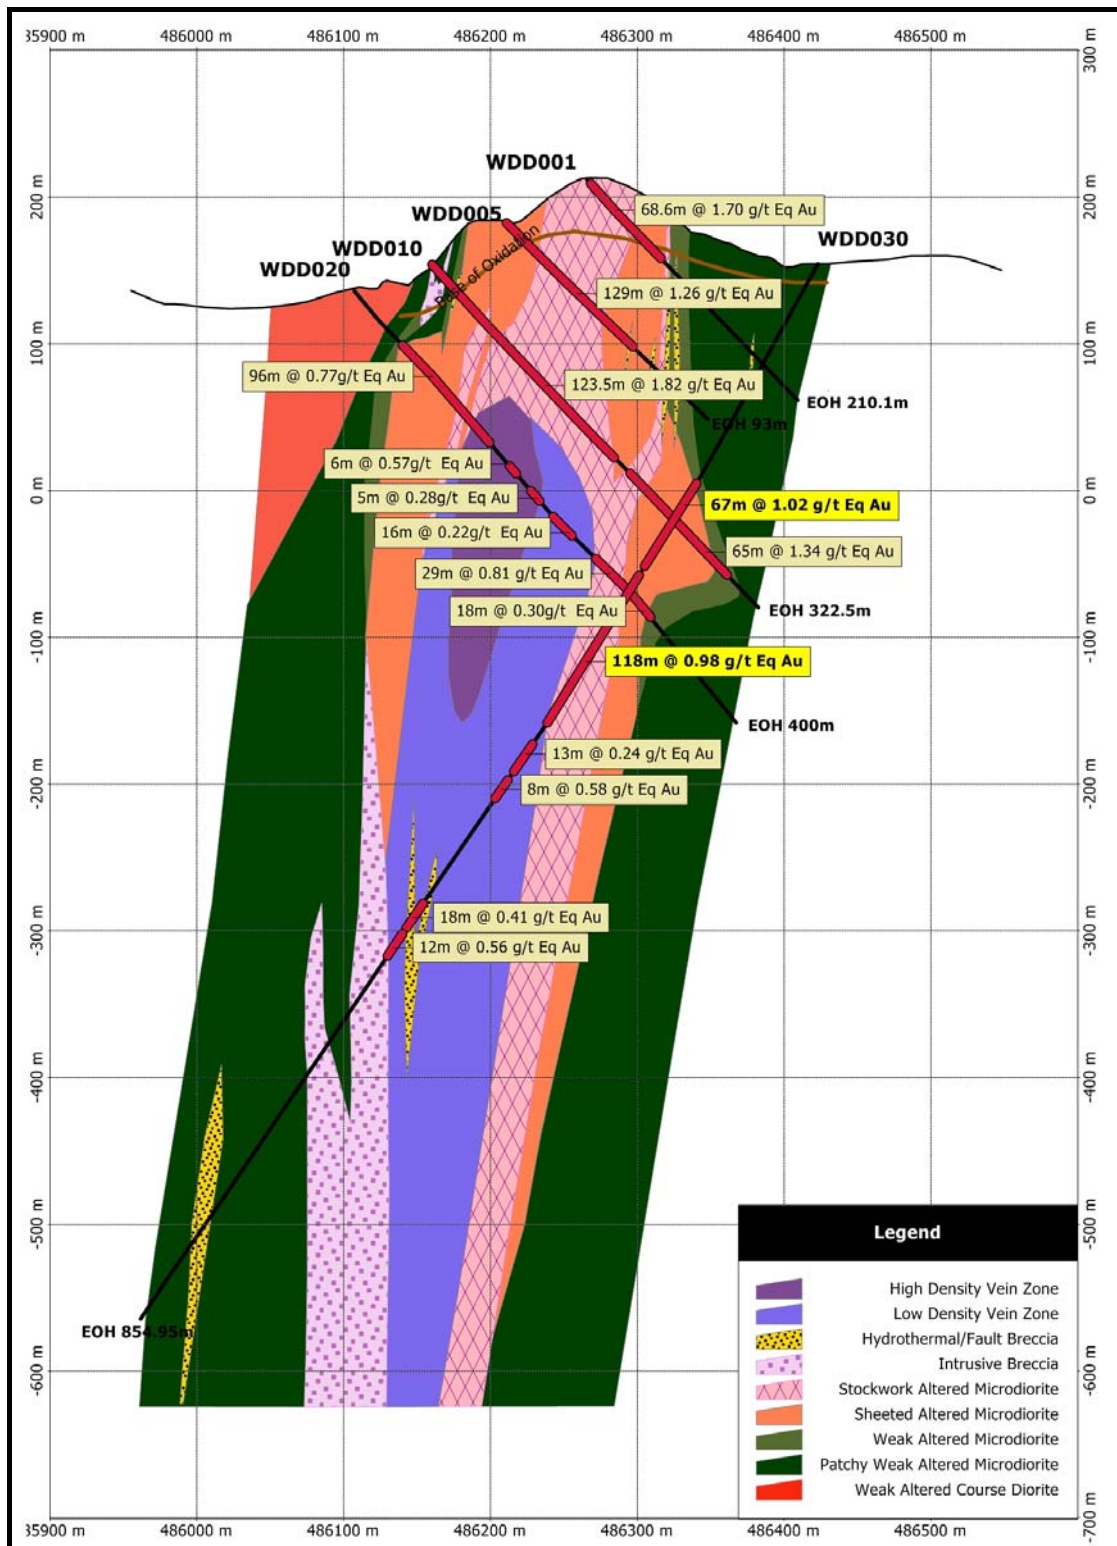 35900 m 486000 m 486100 m 486200 m 486300 m 486400 m 486500 m
300 m 
200 m 200 m
100 m 100 m
0 m 0 m
-100 m -100 m
-200 m -200 m
-300 m -300 m
-400 m -400 m
-500 m -500 m
-600 m -600 m
-700 m
WDD001
WDD005
WDD010
WDD020
WDD030
Base of Oxidation
68.6m @ 1.70 g/t Eq Au
129m @ 1.26 g/t Eq Au
96m @ 0.77g/t Eq Au
123.5m @ 1.82 g/t Eq Au
EOH 210.1m
EOH 93m
6m @ 0.57g/t Eq Au
5m @ 0.28g/t Eq Au
67m @ 1.02 g/t Eq Au
16m @ 0.22g/t Eq Au
65m @ 1.34 g/t Eq Au
29m @ 0.81 g/t Eq Au
18m @ 0.30g/t Eq Au
EOH 322.5m
118m @ 0.98 g/t Eq Au
EOH 400m
13m @ 0.24 g/t Eq Au
8m @ 0.58 g/t Eq Au
18m @ 0.41 g/t Eq Au
12m @ 0.56 g/t Eq Au
EOH 854.95m
Legend
High Density Vein Zone
Low Density Vein Zone
Hydrothermal/Fault Breccia
Intrusive Breccia
Stockwork Altered Microdiorite
Sheeted Altered Microdiorite
Weak Altered Microdiorite
Patchy Weak Altered Microdiorite
Weak Altered Course Diorite
35900 m 486000 m 486100 m 486200 m 486300 m 486400 m 486500 m